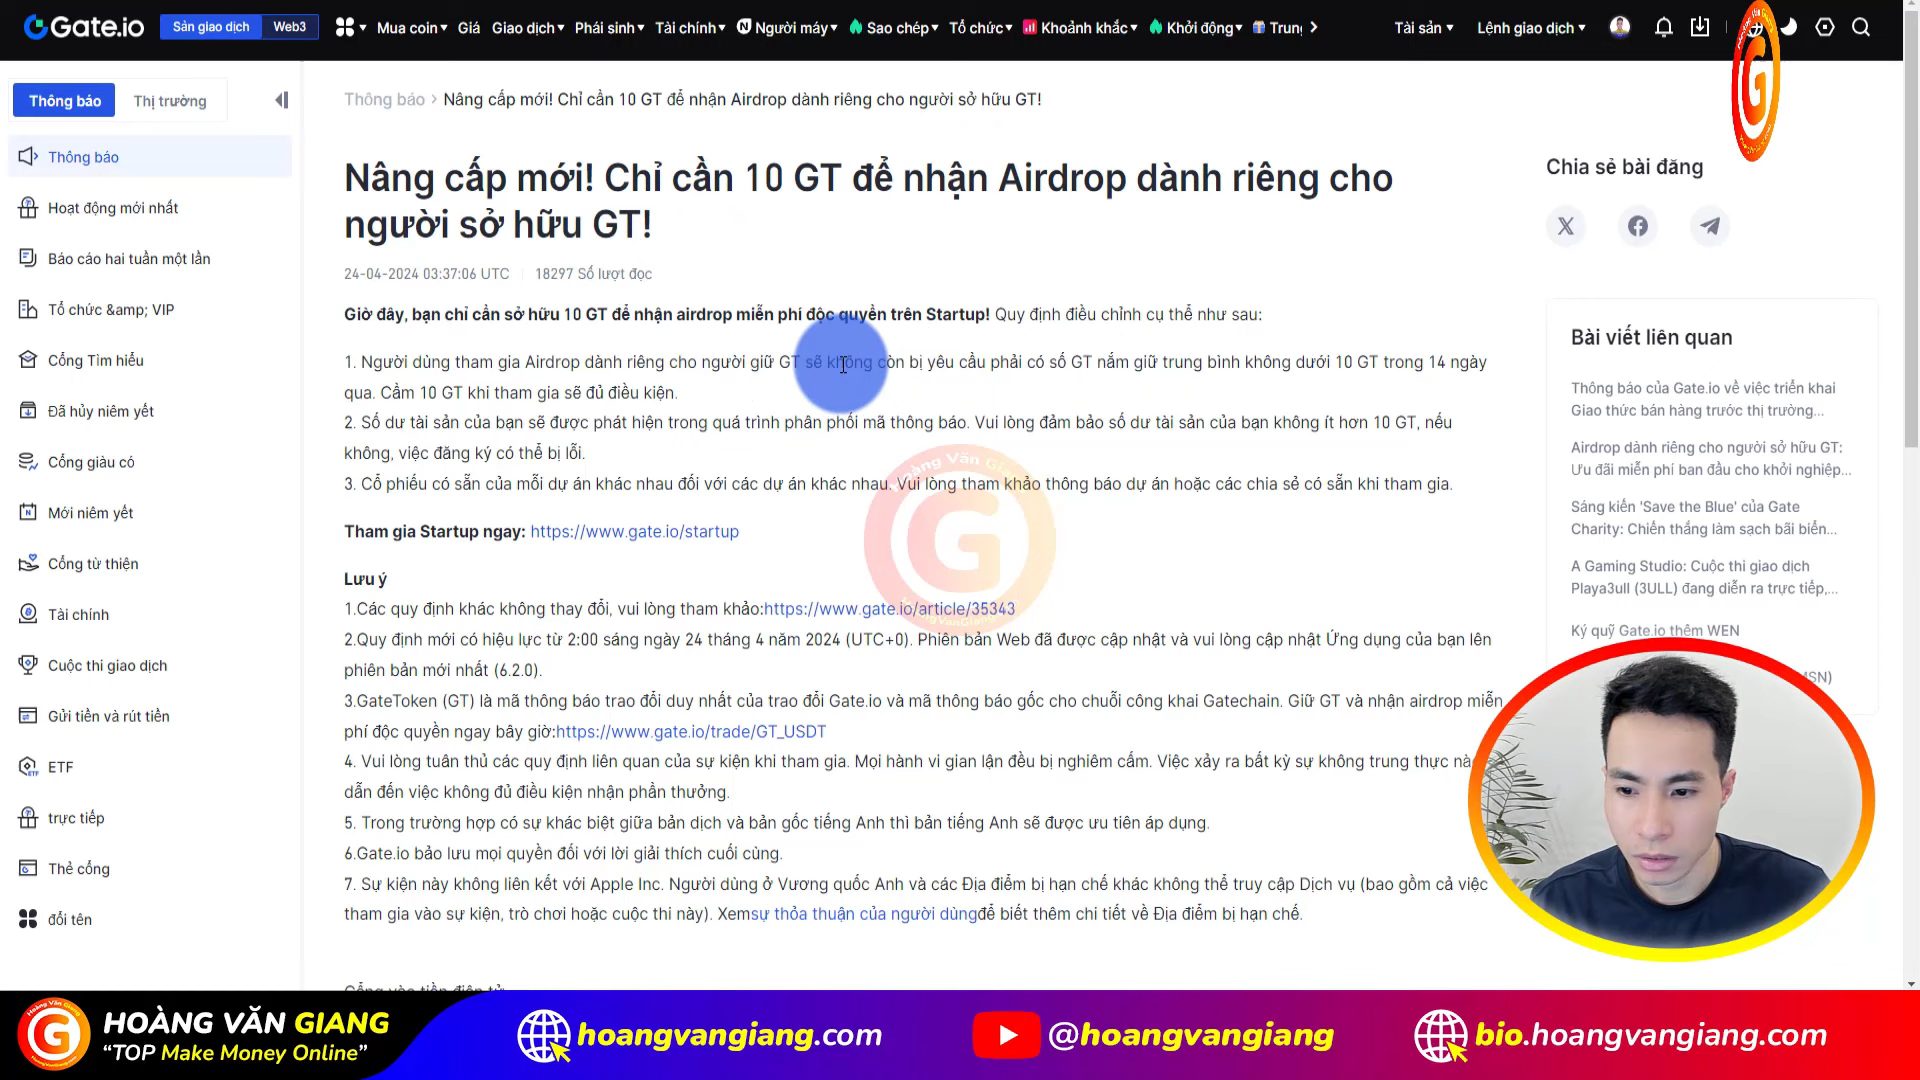 Gate.io Sàn giao dịch Web3 Mua coin Giá Giao dịch Phái sinh Tài chính Người máy Sao chép Tổ chức Khoảnh khắc Khởi động Trung Tài sản Lệnh giao dịch
Thông báo Thị trường
Thông báo
Hoạt động mới nhất
Báo cáo hai tuần một lần
Tổ chức &amp; VIP
Cổng Tìm hiểu
Đã hủy niêm yết
Cổng giàu có
Mới niêm yết
Cổng từ thiện
Tài chính
Cuộc thi giao dịch
Gửi tiền và rút tiền
ETF
trực tiếp
Thẻ cổng
đổi tên
Thông báo > Nâng cấp mới! Chỉ cần 10 GT để nhận Airdrop dành riêng cho người sở hữu GT!
Nâng cấp mới! Chỉ cần 10 GT để nhận Airdrop dành riêng cho
người sở hữu GT!
24-04-2024 03:37:06 UTC 18297 Số lượt đọc
Giờ đây, bạn chỉ cần sở hữu 10 GT để nhận airdrop miễn phí độc quyền trên Startup! Quy định điều chỉnh cụ thể như sau:
1. Người dùng tham gia Airdrop dành riêng cho người giữ GT sẽ không còn bị yêu cầu phải có số GT nắm giữ trung bình không dưới 10 GT trong 14 ngày
qua. Cầm 10 GT khi tham gia sẽ đủ điều kiện.
2. Số dư tài sản của bạn sẽ được phát hiện trong quá trình phân phối mã thông báo. Vui lòng đảm bảo số dư tài sản của bạn không ít hơn 10 GT, nếu
không, việc đăng ký có thể bị lỗi.
3. Cổ phiếu có sẵn của mỗi dự án khác nhau đối với các dự án khác nhau. Vui lòng tham khảo thông báo dự án hoặc các chia sẻ có sẵn khi tham gia.
Tham gia Startup ngay: https://www.gate.io/startup
Lưu ý
1.Các quy định khác không thay đổi, vui lòng tham khảo:https://www.gate.io/article/35343
2.Quy định mới có hiệu lực từ 2:00 sáng ngày 24 tháng 4 năm 2024 (UTC+0). Phiên bản Web đã được cập nhật và vui lòng cập nhật Ứng dụng của bạn lên
phiên bản mới nhất (6.2.0).
3.GateToken (GT) là mã thông báo trao đổi duy nhất của trao đổi Gate.io và mã thông báo gốc cho chuỗi công khai Gatechain. Giữ GT và nhận airdrop miễn
phí độc quyền ngay bây giờ:https://www.gate.io/trade/GT_USDT
4. Vui lòng tuân thủ các quy định liên quan của sự kiện khi tham gia. Mọi hành vi gian lận đều bị nghiêm cấm. Việc xảy ra bất kỳ sự không trung thực
dẫn đến việc không đủ điều kiện nhận phần thưởng.
5. Trong trường hợp có sự khác biệt giữa bản dịch và bản gốc tiếng Anh thì bản tiếng Anh sẽ được ưu tiên áp dụng.
6.Gate.io bảo lưu mọi quyền đối với lời giải thích cuối cùng.
7. Sự kiện này không liên kết với Apple Inc. Người dùng ở Vương quốc Anh và các Địa điểm bị hạn chế khác không thể truy cập Dịch vụ (bao gồm cả việc
tham gia vào sự kiện, trò chơi hoặc cuộc thi này). Xemsự thỏa thuận của người dùngđể biết thêm chi tiết về Địa điểm bị hạn chế.
Cổng vào tiền điện tử
Chia sẻ bài đăng
Bài viết liên quan
Thông báo của Gate.io về việc triển khai
Giao thức bán hàng trước thị trường...
Airdrop dành riêng cho người sở hữu GT:
Ưu đãi miễn phí ban đầu cho khởi nghiệp...
Sáng kiến 'Save the Blue' của Gate
Charity: Chiến thắng làm sạch bãi biển...
A Gaming Studio: Cuộc thi giao dịch
Playa3ull (3ULL) đang diễn ra trực tiếp,...
Ký quỹ Gate.io thêm WEN
Hoàng Văn Giang
HoangVanGiang
HOÀNG VĂN GIANG
"TOP Make Money Online"
hoangvangiang.com
@hoangvangiang
bio.hoangvangiang.com